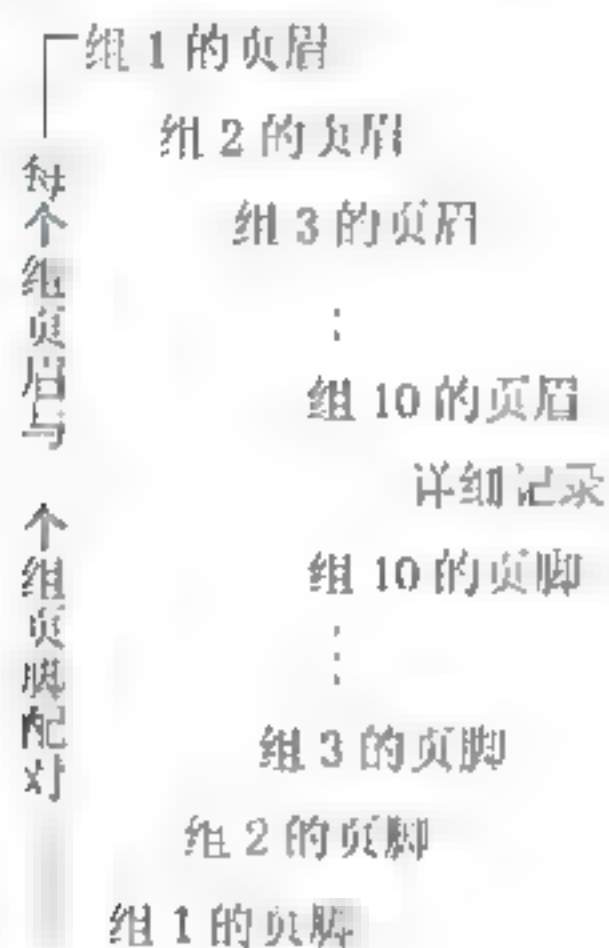 组 1 的页眉
组 2 的页眉
组 3 的页眉
⋮
组 10 的页眉
详细记录
组 10 的页脚
⋮
组 3 的页脚
组 2 的页脚
组 1 的页脚
每个组页眉与 个组页脚配对